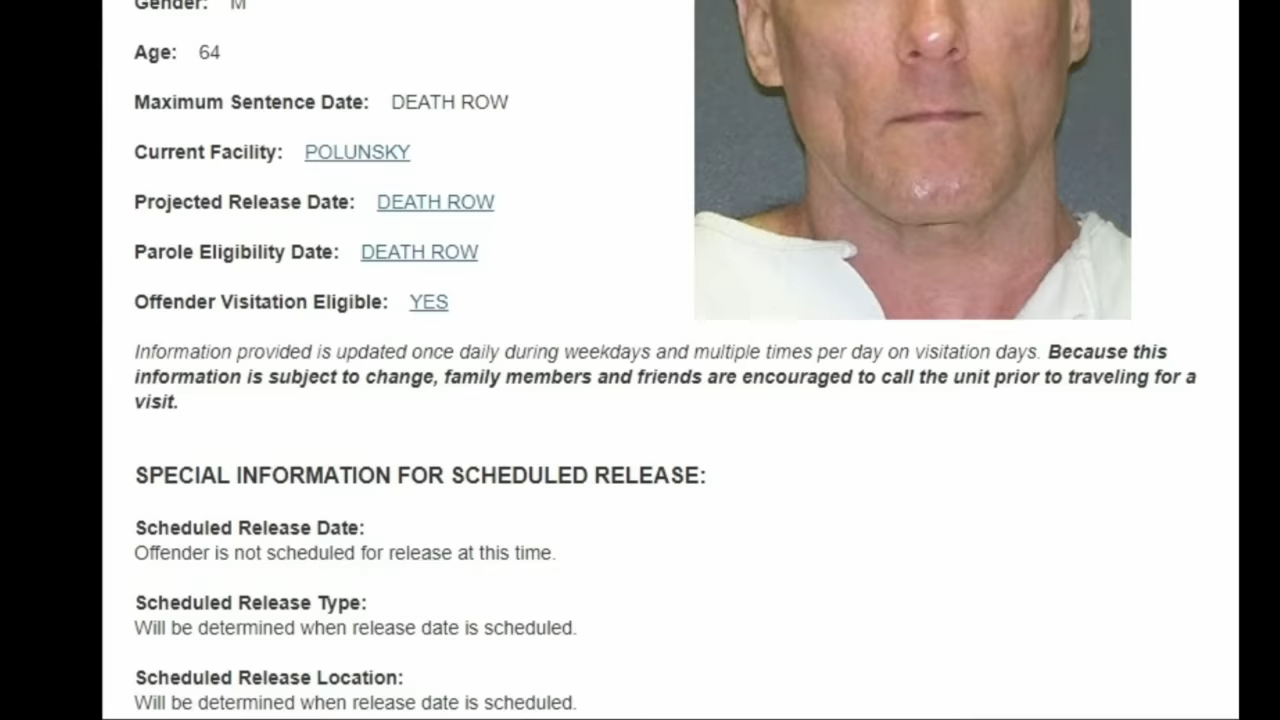 Gender: M
Age: 64
Maximum Sentence Date: DEATH ROW
Current Facility: POLUNSKY
Projected Release Date: DEATH ROW
Parole Eligibility Date: DEATH ROW
Offender Visitation Eligible: YES
Information provided is updated once daily during weekdays and multiple times per day on visitation days. Because this
information is subject to change, family members and friends are encouraged to call the unit prior to traveling for a
visit.
SPECIAL INFORMATION FOR SCHEDULED RELEASE:
Scheduled Release Date:
Offender is not scheduled for release at this time.
Scheduled Release Type:
Will be determined when release date is scheduled.
Scheduled Release Location:
Will be determined when release date is scheduled.